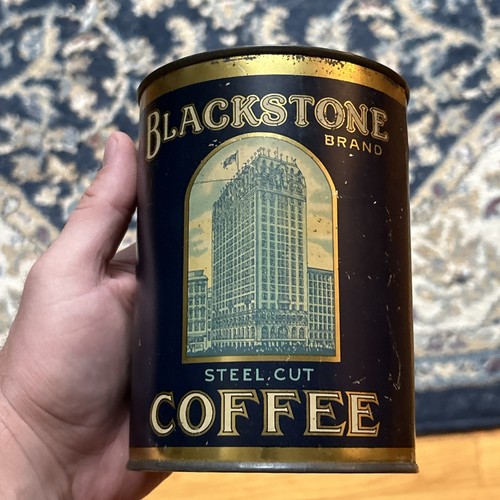 BLACKSTONE
BRAND
STEEL CUT
COFFEE